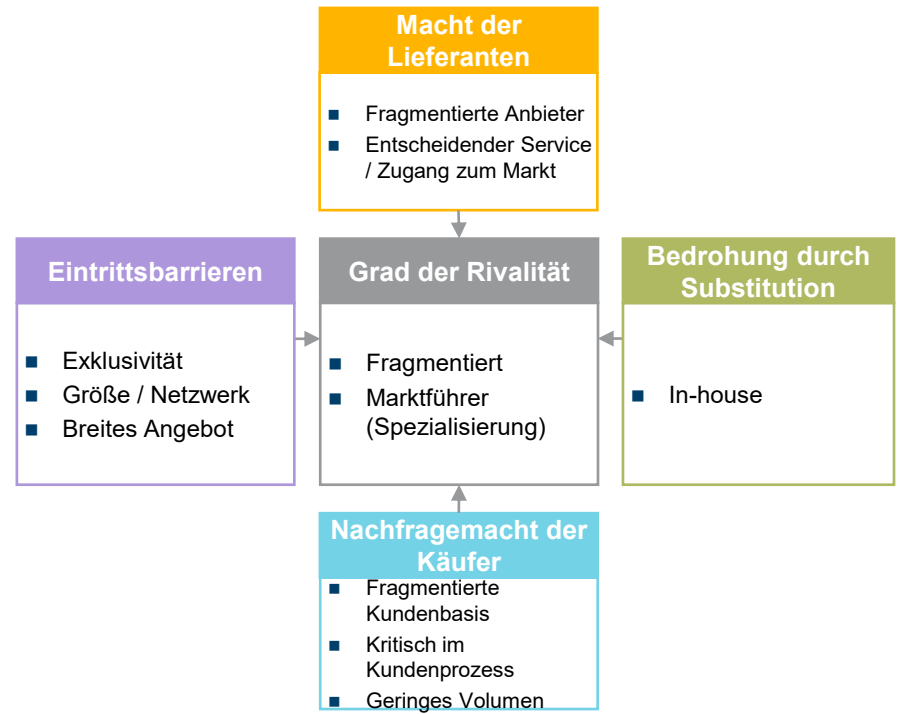 Macht der
Lieferanten
Fragmentierte Anbieter
Entscheidender Service
/ Zugang zum Markt
Eintrittsbarrieren
Exklusivität
Größe / Netzwerk
Breites Angebot
Grad der Rivalität
Fragmentiert
Marktführer
(Spezialisierung)
Bedrohung durch
Substitution
In-house
Nachfragemacht der
Käufer
Fragmentierte
Kundenbasis
Kritisch im
Kundenprozess
Geringes Volumen